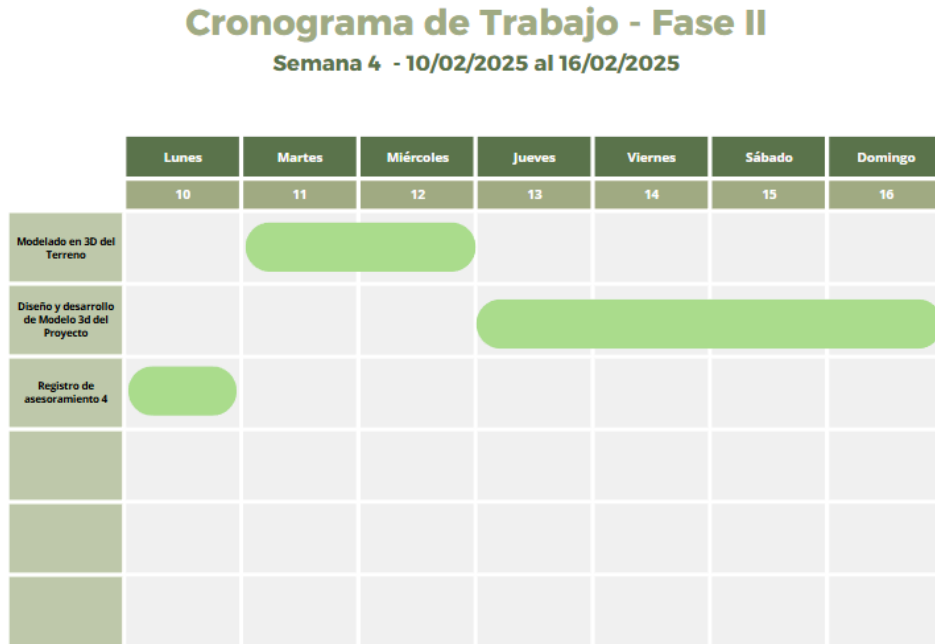 Cronograma de Trabajo - Fase II
Semana 4 - 10/02/2025 al 16/02/2025
Lunes Martes Miércoles Jueves Viernes Sábado Domingo
10 11 12 13 14 15 16
Modelado en 3D del
Terreno
Diseño y desarrollo
de Modelo 3d del
Proyecto
Registro de
asesoramiento 4